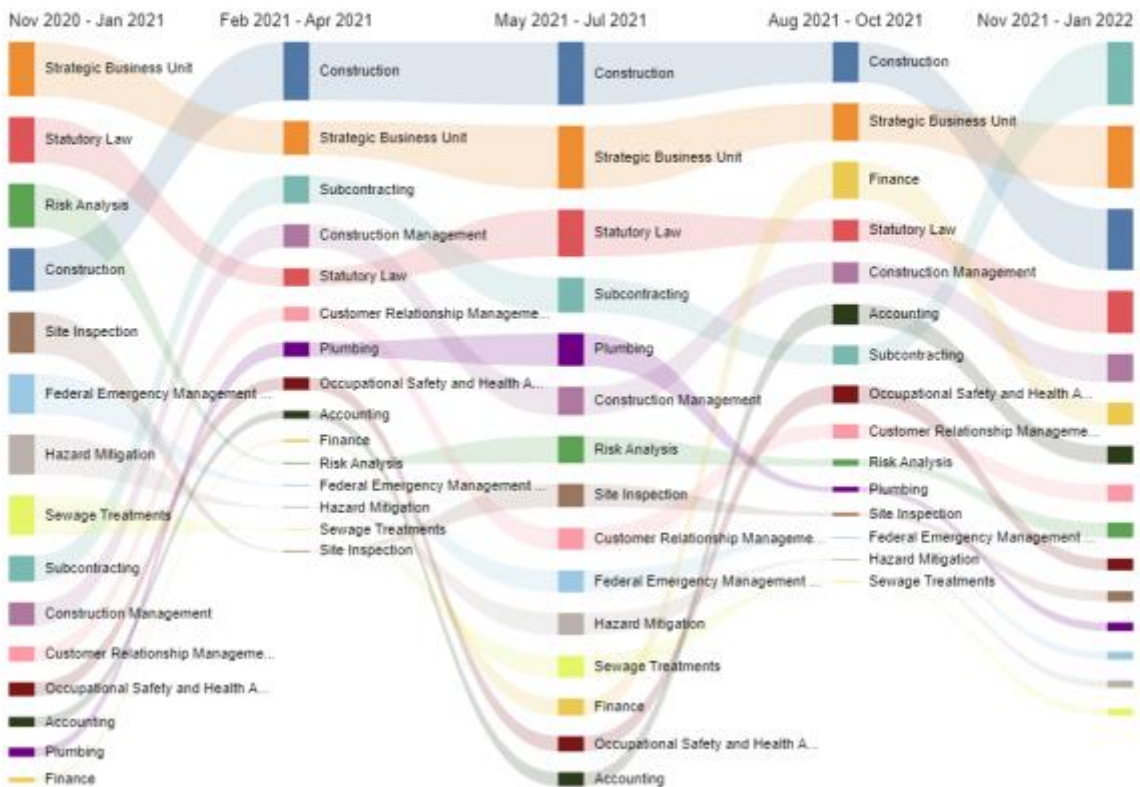 Nov 2020 - Jan 2021
Feb 2021 - Apr 2021
May 2021 - Jul 2021
Aug 2021 - Oct 2021
Nov 2021 - Jan 2022
Strategic Business Unit
Statutory Law
Risk Analysis
Construction
Site Inspection
Federal Emergency Management ...
Hazard Mitigation
Sewage Treatments
Subcontracting
Construction Management
Customer Relationship Manageme...
Occupational Safety and Health A...
Accounting
Plumbing
Finance
Construction
Strategic Business Unit
Subcontracting
Construction Management
Statutory Law
Customer Relationship Manageme...
Plumbing
Occupational Safety and Health A...
Accounting
Finance
Risk Analysis
Federal Emergency Management ...
Hazard Mitigation
Sewage Treatments
Site Inspection
Construction
Strategic Business Unit
Statutory Law
Subcontracting
Plumbing
Construction Management
Risk Analysis
Site Inspection
Customer Relationship Manageme...
Federal Emergency Management ...
Hazard Mitigation
Sewage Treatments
Finance
Occupational Safety and Health A...
Accounting
Construction
Strategic Business Unit
Finance
Statutory Law
Construction Management
Accounting
Subcontracting
Occupational Safety and Health A...
Customer Relationship Manageme...
Risk Analysis
Plumbing
Site Inspection
Federal Emergency Management ...
Hazard Mitigation
Sewage Treatments